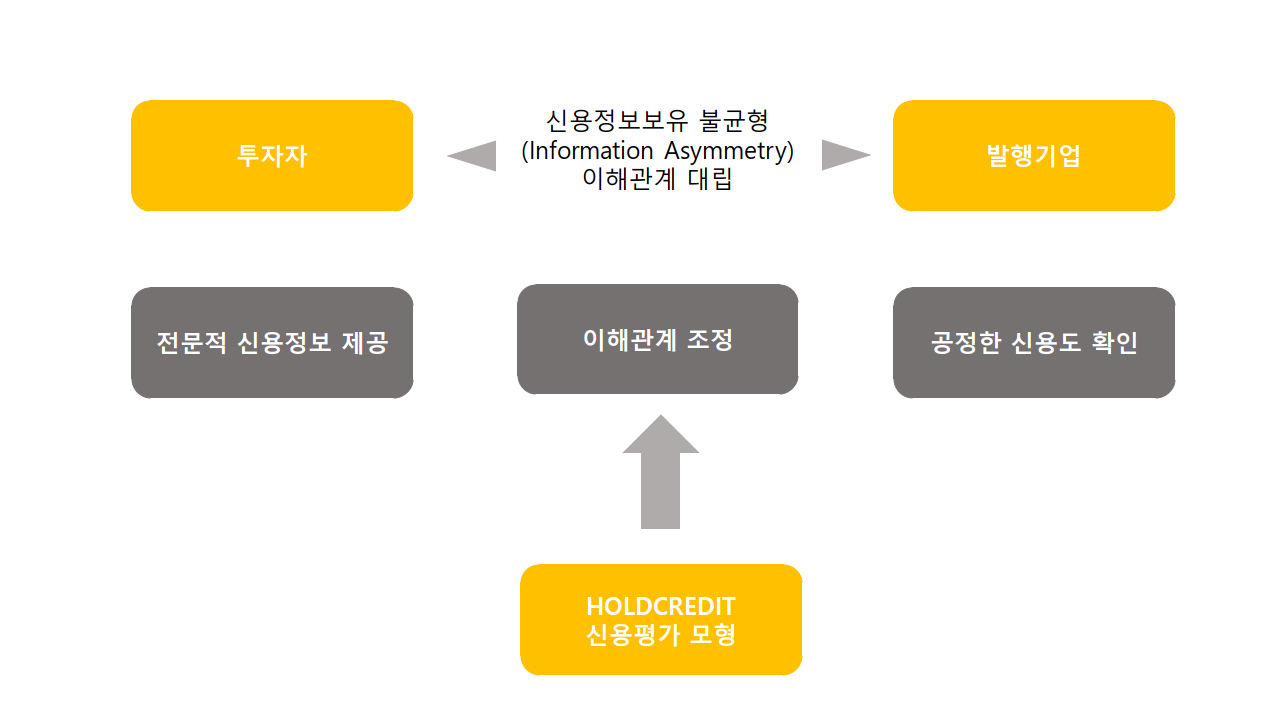 신용정보보유 불균형
투자자
(Information Asymmetry)
발행기업
이해관계 대립
전문적 신용정보 제공
이해관계 조정
공정한 신용도 확인
HOLDCREDIT
신용평가 모형